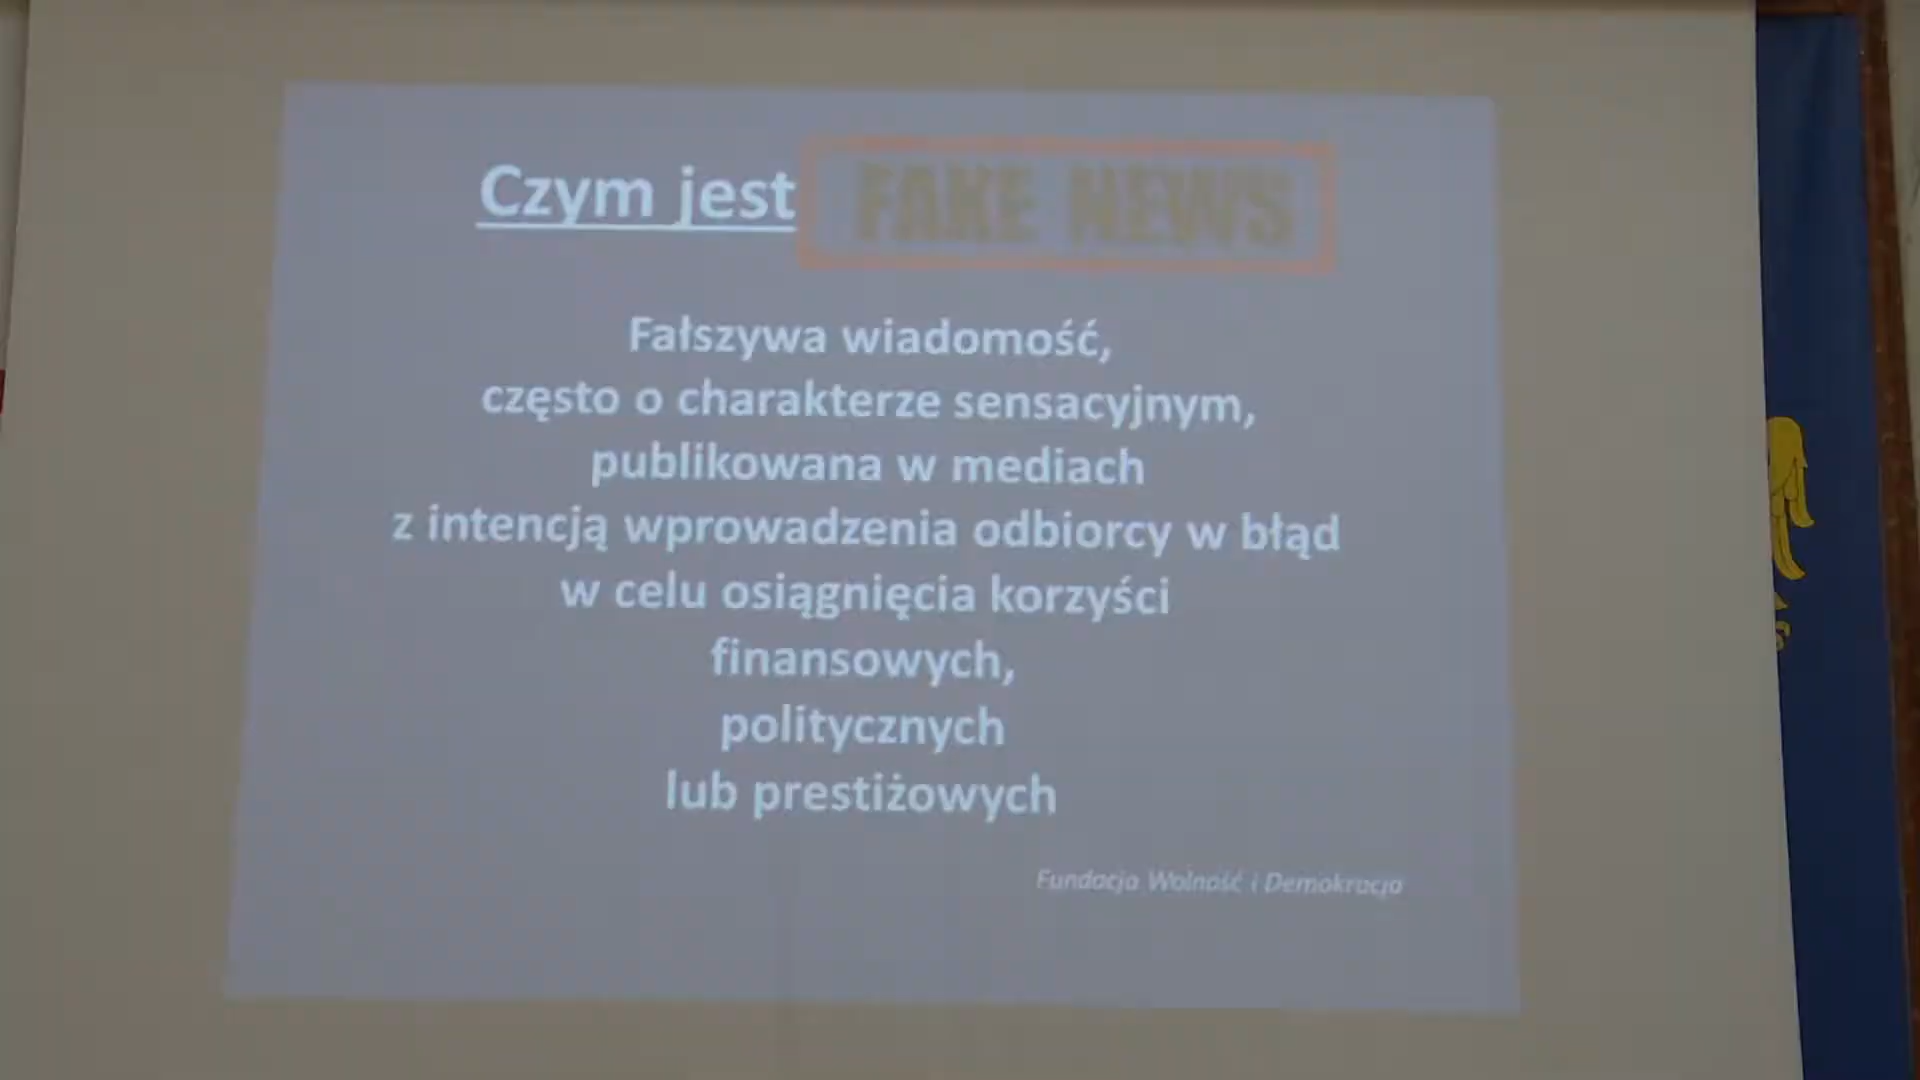 Czym jest FAKE NEWS
Fałszywa wiadomość,
często o charakterze sensacyjnym,
publikowana w mediach
z intencją wprowadzenia odbiorcy w błąd
w celu osiągnięcia korzyści
finansowych,
politycznych
lub prestiżowych
Fundacja Wolność i Demokracja